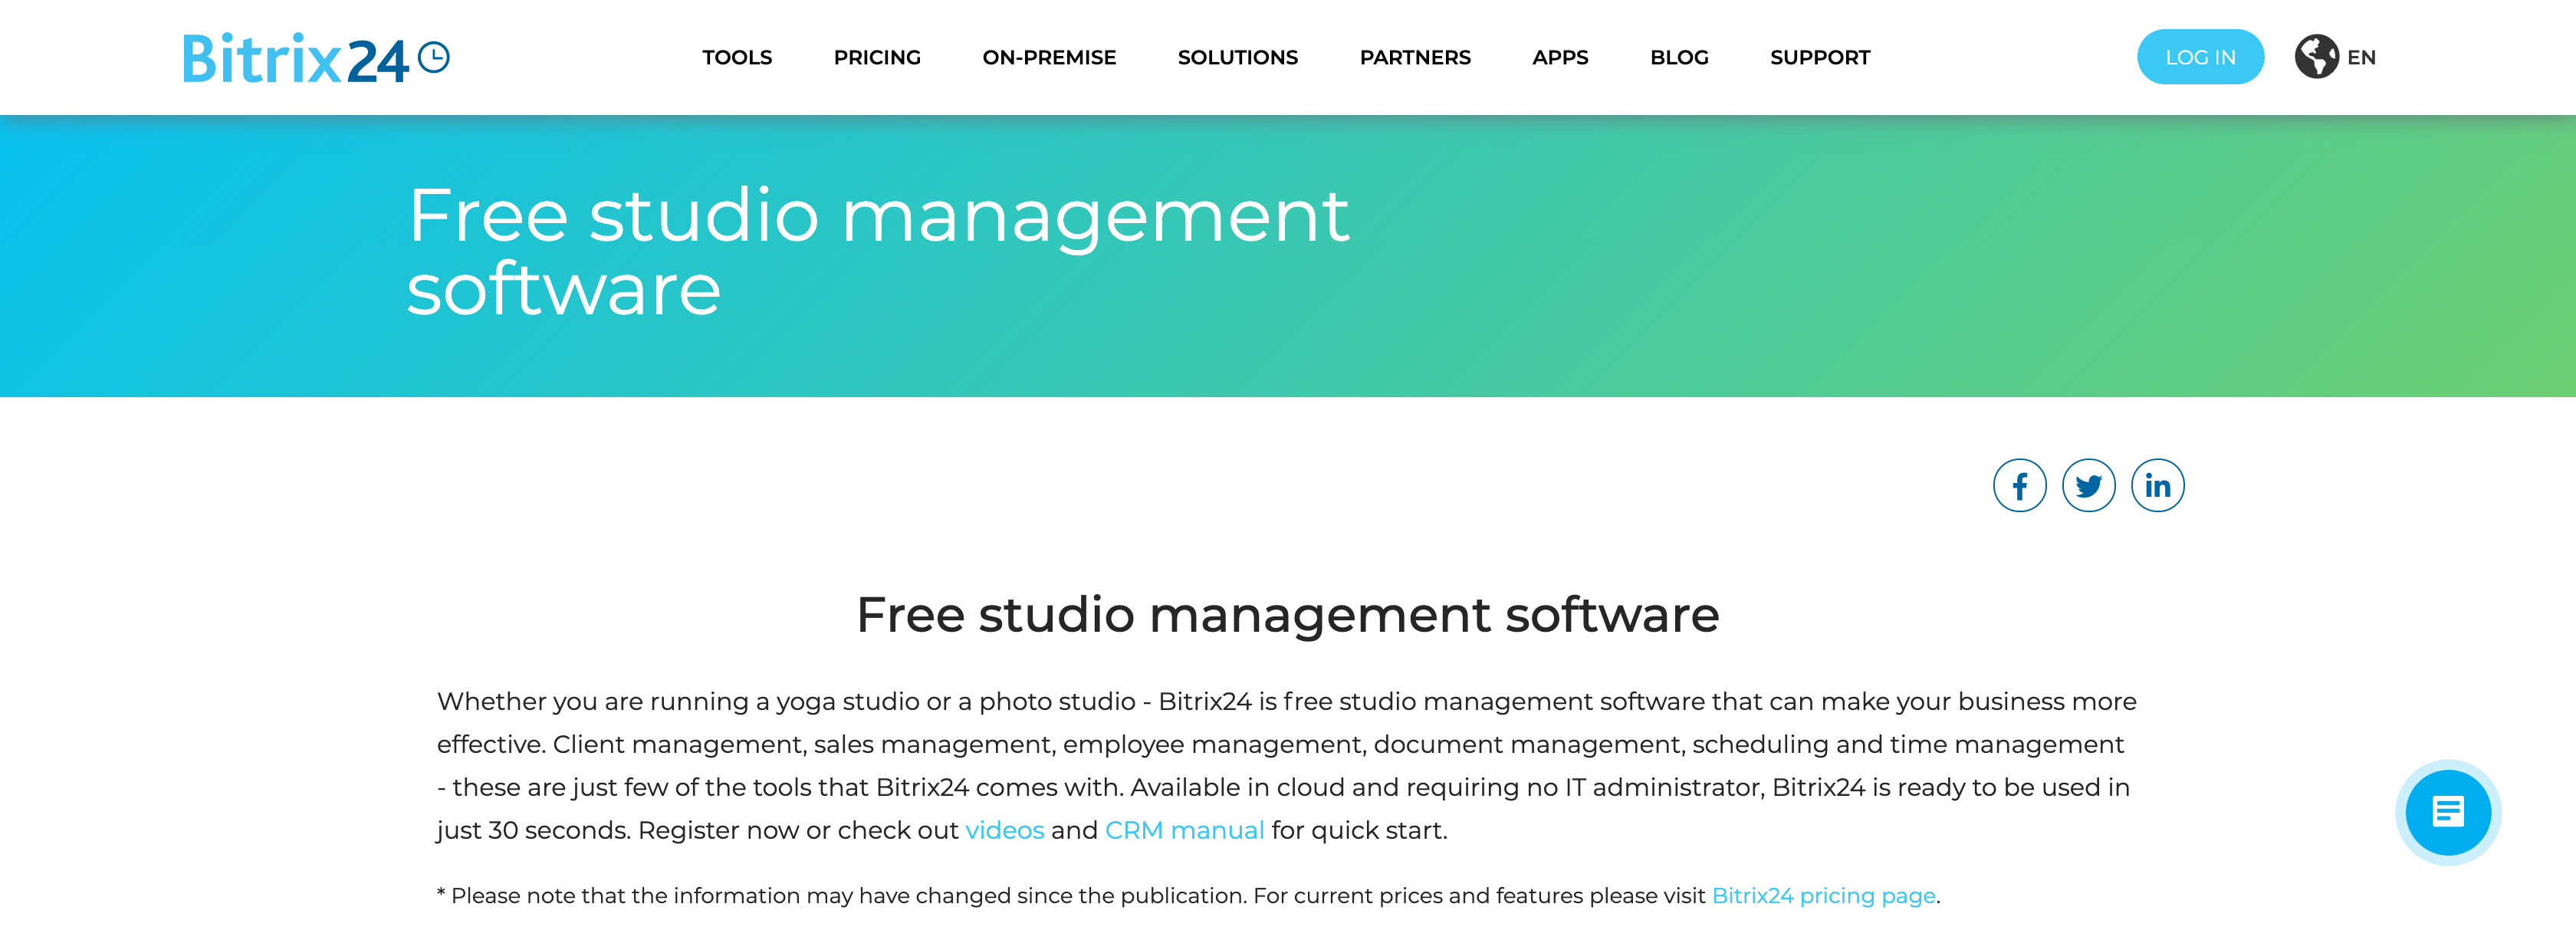 Bitrix24
TOOLS PRICING ON-PREMISE SOLUTIONS PARTNERS APPS BLOG SUPPORT
LOG IN EN
Free studio management
software
Free studio management software
Whether you are running a yoga studio or a photo studio - Bitrix24 is free studio management software that can make your business more
effective. Client management, sales management, employee management, document management, scheduling and time management
- these are just few of the tools that Bitrix24 comes with. Available in cloud and requiring no IT administrator, Bitrix24 is ready to be used in
just 30 seconds. Register now or check out videos and CRM manual for quick start.
* Please note that the information may have changed since the publication. For current prices and features please visit Bitrix24 pricing page.